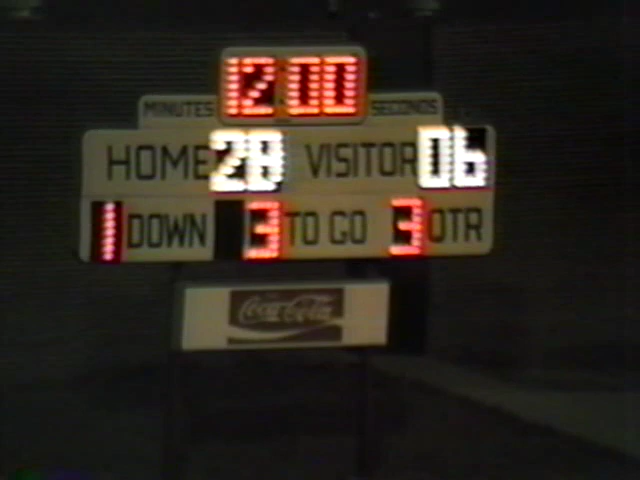 MINUTES 12:00 SECONDS
HOME 28 VISITOR 06
1 DOWN 3 TO GO 3 QTR
Coca-Cola